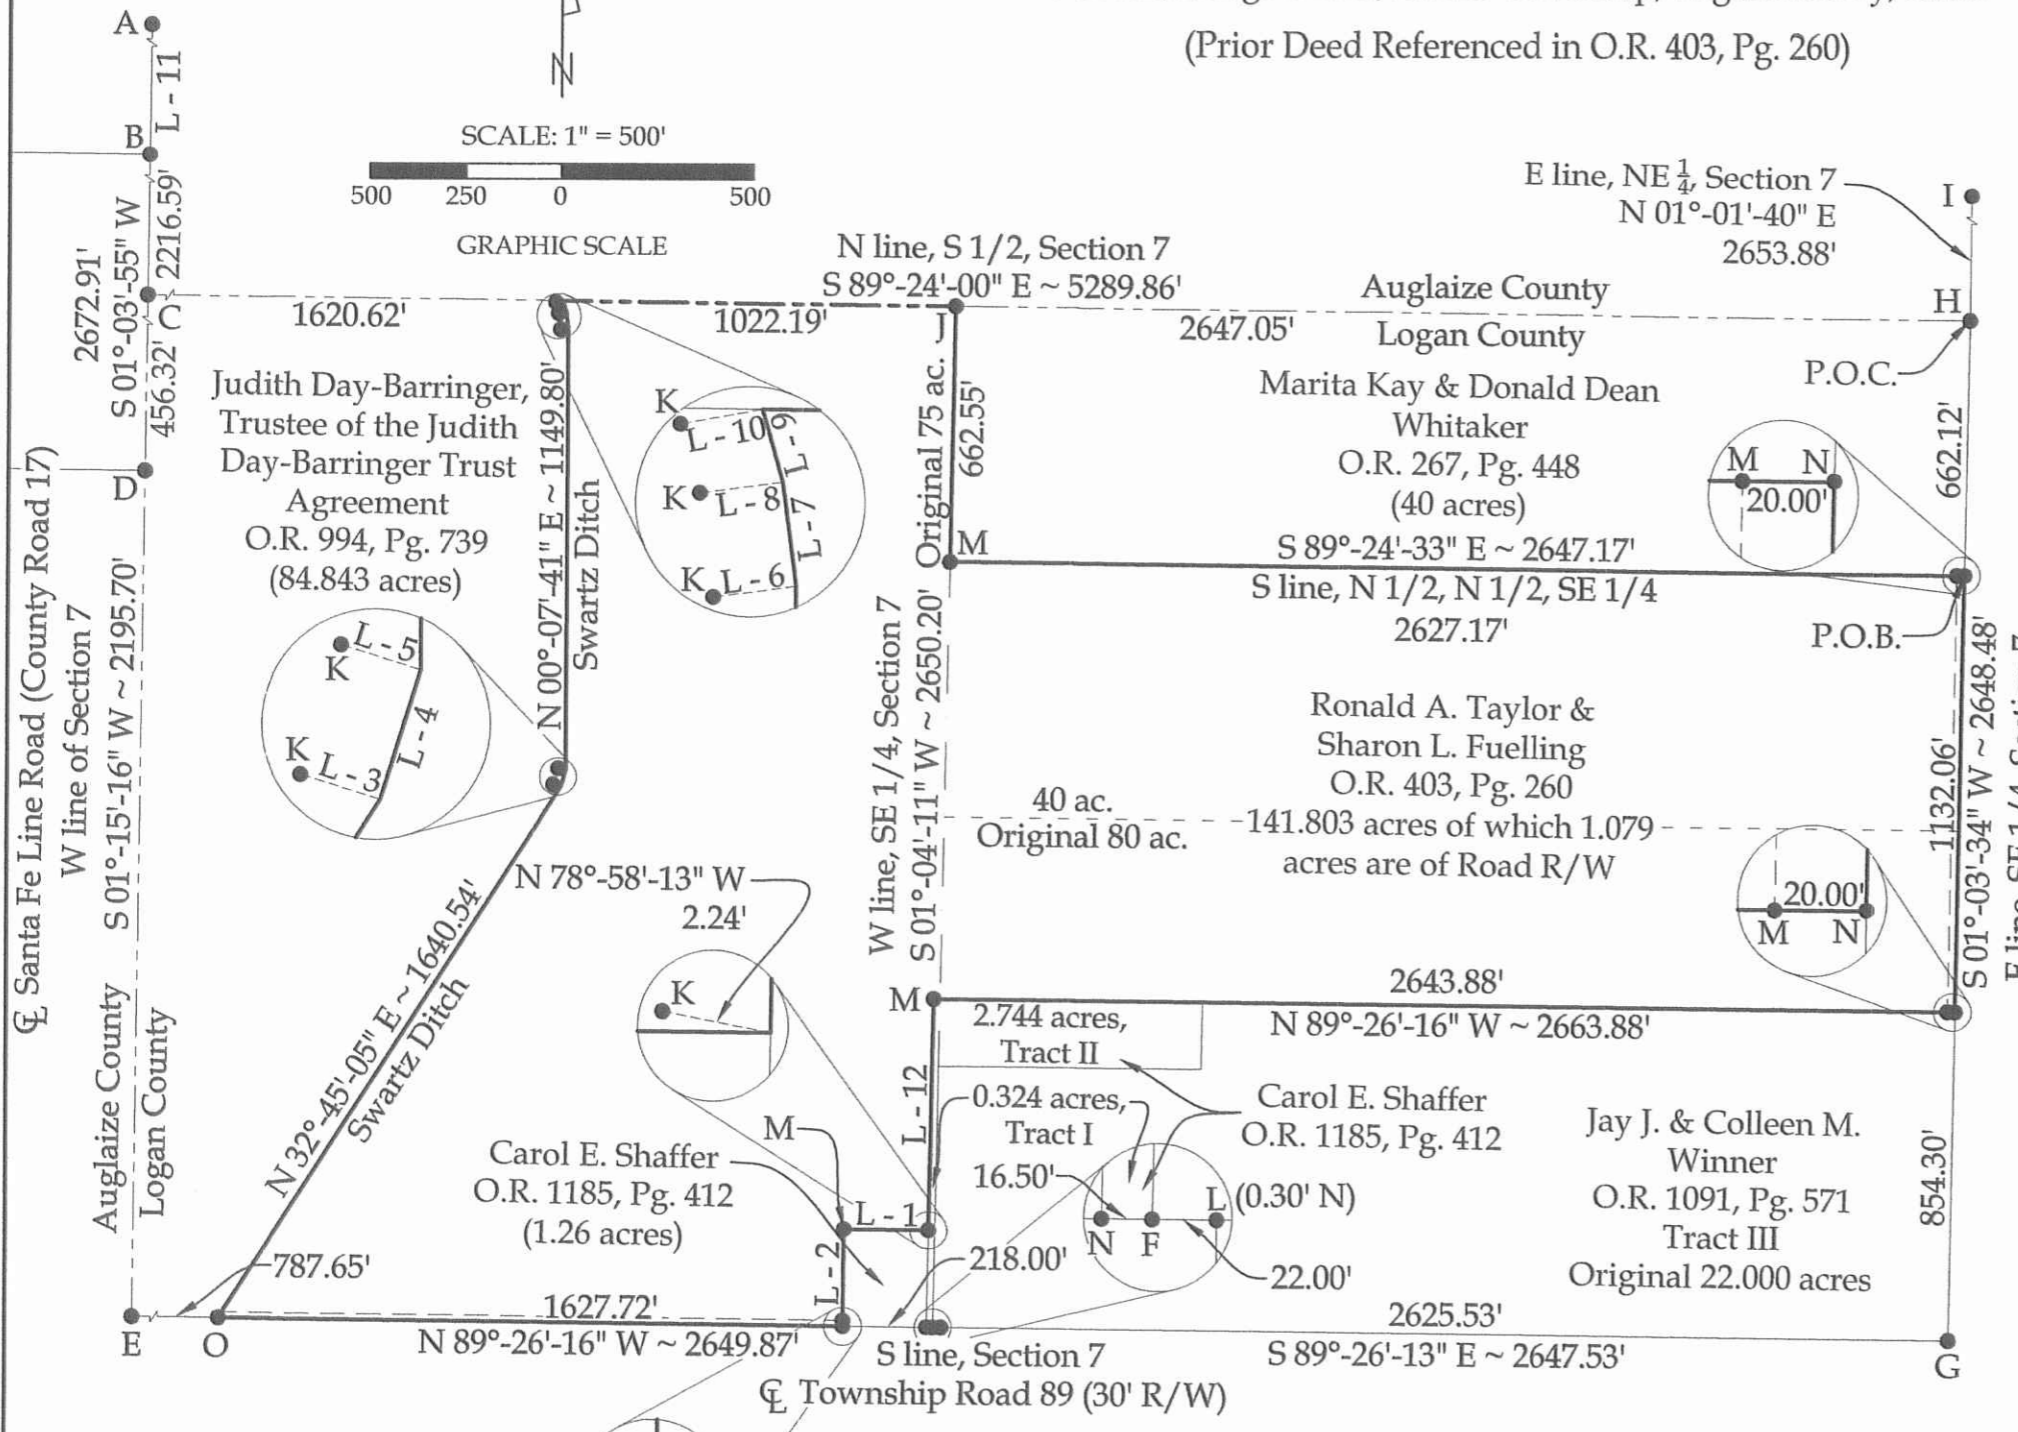 (Prior Deed Referenced in O.R. 403, Pg. 260)
A
L - 11
B
N
SCALE: 1" = 500'
500 250 0 500
GRAPHIC SCALE
2672.91'
S 01°-03'-55" W
2216.59'
C
456.32'
D
1620.62'
N line, S 1/2, Section 7
S 89°-24'-00" E ~ 5289.86'
1022.19'
J
Auglaize County
2647.05'
Logan County
E line, NE 1/4, Section 7
N 01°-01'-40" E
2653.88'
I
H
P.O.C.
662.12'
Judith Day-Barringer,
Trustee of the Judith
Day-Barringer Trust
Agreement
O.R. 994, Pg. 739
(84.843 acres)
N 00°-07'-41" E ~ 1149.80'
Swartz Ditch
K
L - 10
L - 9
K
L - 8
L - 7
K
L - 6
Original 75 ac.
662.55'
M
Marita Kay & Donald Dean
Whitaker
O.R. 267, Pg. 448
(40 acres)
S 89°-24'-33" E ~ 2647.17'
S line, N 1/2, N 1/2, SE 1/4
2627.17'
M N
20.00'
P.O.B.
K
L - 5
L - 4
K
L - 3
℄ Santa Fe Line Road (County Road 17)
W line of Section 7
S 01°-15'-16" W ~ 2195.70'
Auglaize County
Logan County
W line, SE 1/4, Section 7
S 01°-04'-11" W ~ 2650.20'
Ronald A. Taylor &
Sharon L. Fuelling
O.R. 403, Pg. 260
141.803 acres of which 1.079
acres are of Road R/W
40 ac.
Original 80 ac.
1132.06'
S 01°-03'-34" W ~ 2648.48'
20.00'
M N
N 32°-45'-05" E ~ 1640.54'
Swartz Ditch
N 78°-58'-13" W
2.24'
K
M
2643.88'
N 89°-26'-16" W ~ 2663.88'
2.744 acres,
Tract II
L - 12
0.324 acres,
Tract I
16.50'
Carol E. Shaffer
O.R. 1185, Pg. 412
N F L (0.30' N)
22.00'
Jay J. & Colleen M.
Winner
O.R. 1091, Pg. 571
Tract III
Original 22.000 acres
854.30'
Carol E. Shaffer
O.R. 1185, Pg. 412
(1.26 acres)
M
L - 1
L - 2
218.00'
787.65'
E
O
1627.72'
N 89°-26'-16" W ~ 2649.87'
S line, Section 7
℄ Township Road 89 (30' R/W)
2625.53'
S 89°-26'-13" E ~ 2647.53'
G